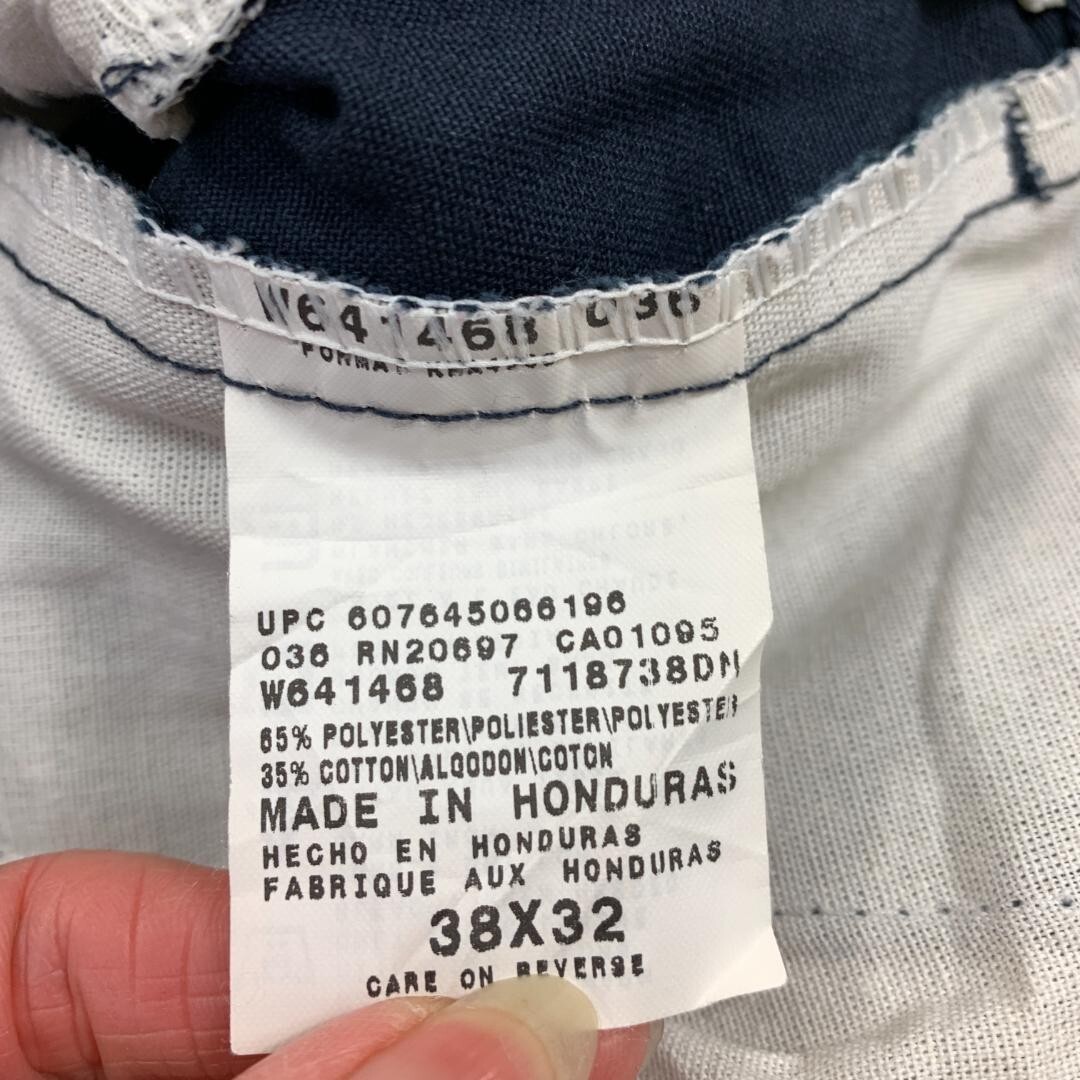 W641468 036
FORMAT
UPC 607645066196
036 RN20697 CA01095
W641468 7118738DN
65% POLYESTER\POLIESTER\POLYESTER
35% COTTON\ALGODON\COTON
MADE IN HONDURAS
HECHO EN HONDURAS
FABRIQUE AUX HONDURAS
38X32
CARE ON REVERSE